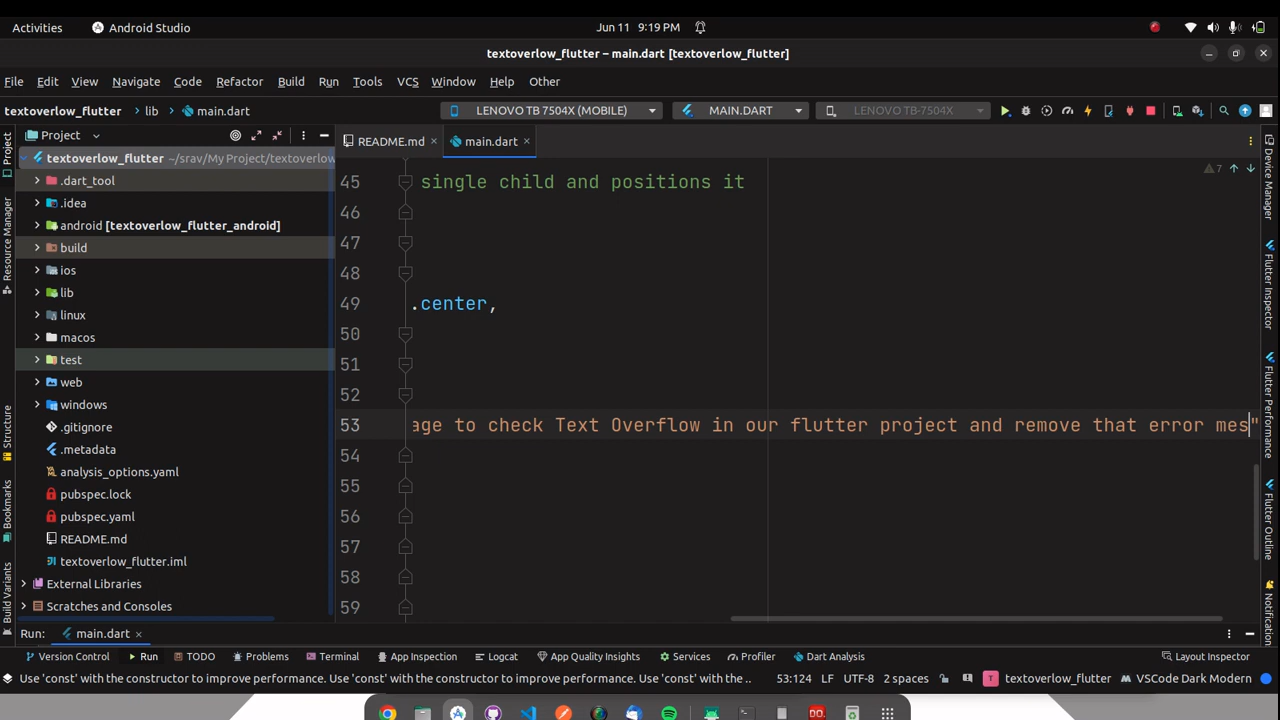 Activities
Android Studio
Jun 11 9:19 PM
textoverlow_flutter – main.dart [textoverlow_flutter]
File Edit View Navigate Code Refactor Build Run Tools VCS Window Help Other
textoverlow_flutter lib main.dart
LENOVO TB 7504X (MOBILE)
MAIN.DART
LENOVO TB-7504X
Project
README.md
main.dart
textoverlow_flutter ~/srav/My Project/textoverlow
.dart_tool
.idea
android [textoverlow_flutter_android]
build
ios
lib
linux
macos
test
web
windows
.gitignore
.metadata
analysis_options.yaml
pubspec.lock
pubspec.yaml
README.md
textoverlow_flutter.iml
External Libraries
Scratches and Consoles
Project
Resource Manager
Structure
Bookmarks
Build Variants
7
45 single child and positions it
46
47
48
49 .center,
50
51
52
53 age to check Text Overflow in our flutter project and remove that error mes"
54
55
56
57
58
59
Device Manager
Flutter Inspector
Flutter Performance
Flutter Outline
Notifications
Run: main.dart
Version Control Run TODO Problems Terminal App Inspection Logcat App Quality Insights Services Profiler Dart Analysis Layout Inspector
Use 'const' with the constructor to improve performance. Use 'const' with the constructor to improve performance. Use 'const' with the ..
53:124 LF UTF-8 2 spaces T textoverlow_flutter VSCode Dark Modern
DO.